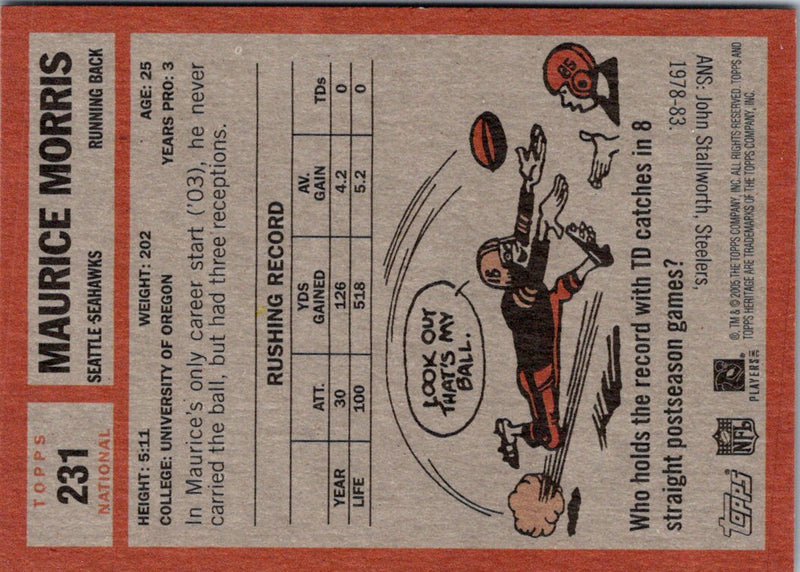 TOPPS
231
NATIONAL
MAURICE MORRIS
SEATTLE SEAHAWKS RUNNING BACK
HEIGHT: 5:11 WEIGHT: 202 AGE: 25
COLLEGE: UNIVERSITY OF OREGON YEARS PRO: 3
In Maurice's only career start ('03), he never
carried the ball, but had three receptions.
RUSHING RECORD
ATT. YDS GAINED AV. GAIN TDs
YEAR 30 126 4.2 0
LIFE 100 518 5.2 0
LOOK OUT
THAT'S MY
BALL.
85
Who holds the record with TD catches in 8
straight postseason games?
ANS: John Stallworth, Steelers,
1978-83.
TOPPS
NFL
PLAYERS INC
®, TM & © 2005 THE TOPPS COMPANY, INC. ALL RIGHTS RESERVED. TOPPS AND
TOPPS HERITAGE ARE TRADEMARKS OF THE TOPPS COMPANY, INC.